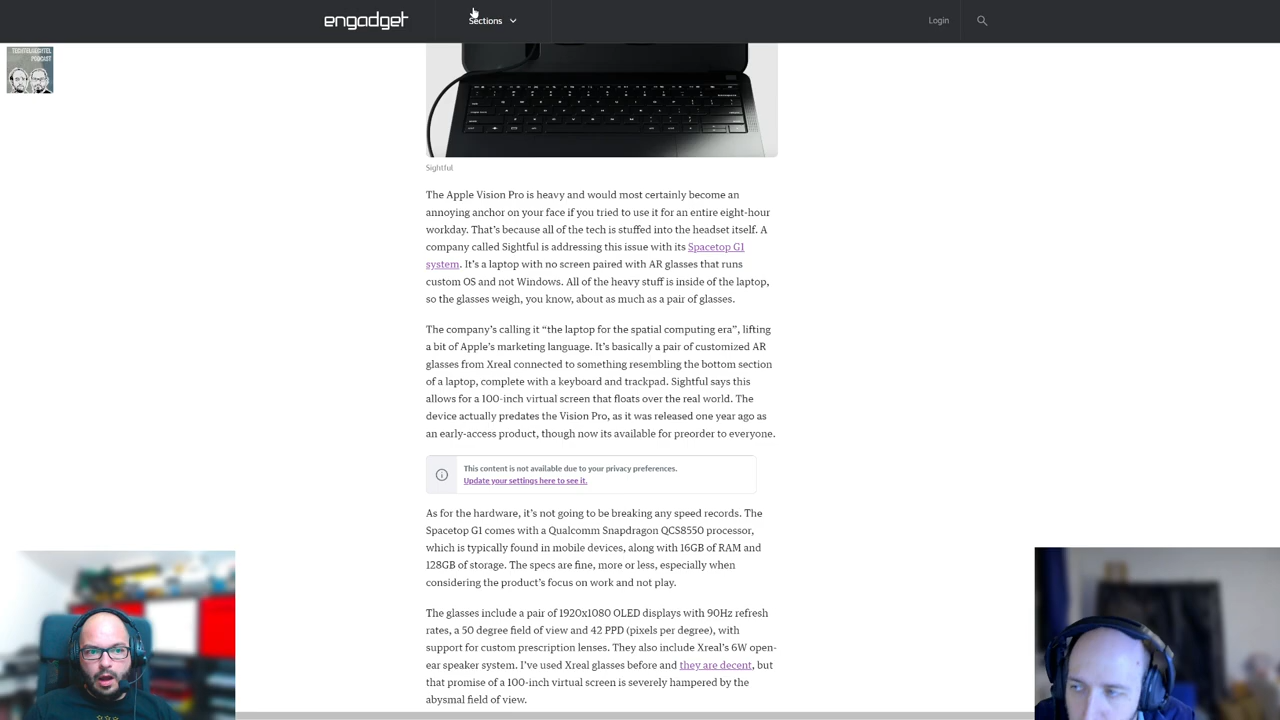 engadget
Sections
Login
TECHTELMECHTEL
PODCAST
Sightful
The Apple Vision Pro is heavy and would most certainly become an
annoying anchor on your face if you tried to use it for an entire eight-hour
workday. That’s because all of the tech is stuffed into the headset itself. A
company called Sightful is addressing this issue with its Spacetop G1
system. It’s a laptop with no screen paired with AR glasses that runs
custom OS and not Windows. All of the heavy stuff is inside of the laptop,
so the glasses weigh, you know, about as much as a pair of glasses.
The company’s calling it “the laptop for the spatial computing era”, lifting
a bit of Apple’s marketing language. It’s basically a pair of customized AR
glasses from Xreal connected to something resembling the bottom section
of a laptop, complete with a keyboard and trackpad. Sightful says this
allows for a 100-inch virtual screen that floats over the real world. The
device actually predates the Vision Pro, as it was released one year ago as
an early-access product, though now its available for preorder to everyone.
This content is not available due to your privacy preferences.
Update your settings here to see it.
As for the hardware, it’s not going to be breaking any speed records. The
Spacetop G1 comes with a Qualcomm Snapdragon QCS8550 processor,
which is typically found in mobile devices, along with 16GB of RAM and
128GB of storage. The specs are fine, more or less, especially when
considering the product’s focus on work and not play.
The glasses include a pair of 1920x1080 OLED displays with 90Hz refresh
rates, a 50 degree field of view and 42 PPD (pixels per degree), with
support for custom prescription lenses. They also include Xreal’s 6W open-
ear speaker system. I’ve used Xreal glasses before and they are decent, but
that promise of a 100-inch virtual screen is severely hampered by the
abysmal field of view.